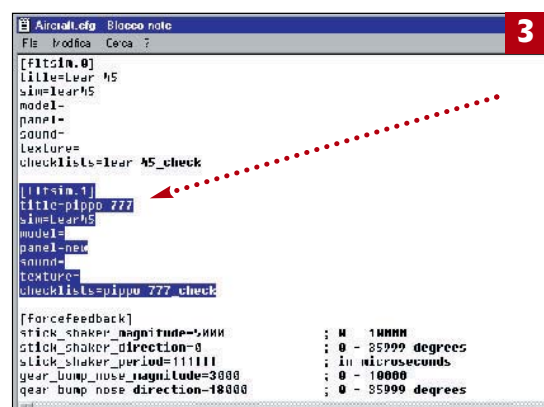 Aircraft.cfg - Blocco note
3
File Modifica Cerca ?
[fltsim.0]
title=Lear 45
sim=lear45
model=
panel=
sound=
texture=
checklists=lear 45_check
[fltsim.1]
title=pippo 777
sim=Lear45
model=
panel=new
sound=
texture=
checklists=pippo 777_check
[forcefeedback]
stick_shaker_magnitude=5000 ; 0 - 10000
stick_shaker_direction=0 ; 0 - 35999 degrees
stick_shaker_period=111111 ; in microseconds
gear_bump_nose_magnitude=3000 ; 0 - 10000
gear_bump_nose_direction=18000 ; 0 - 35999 degrees